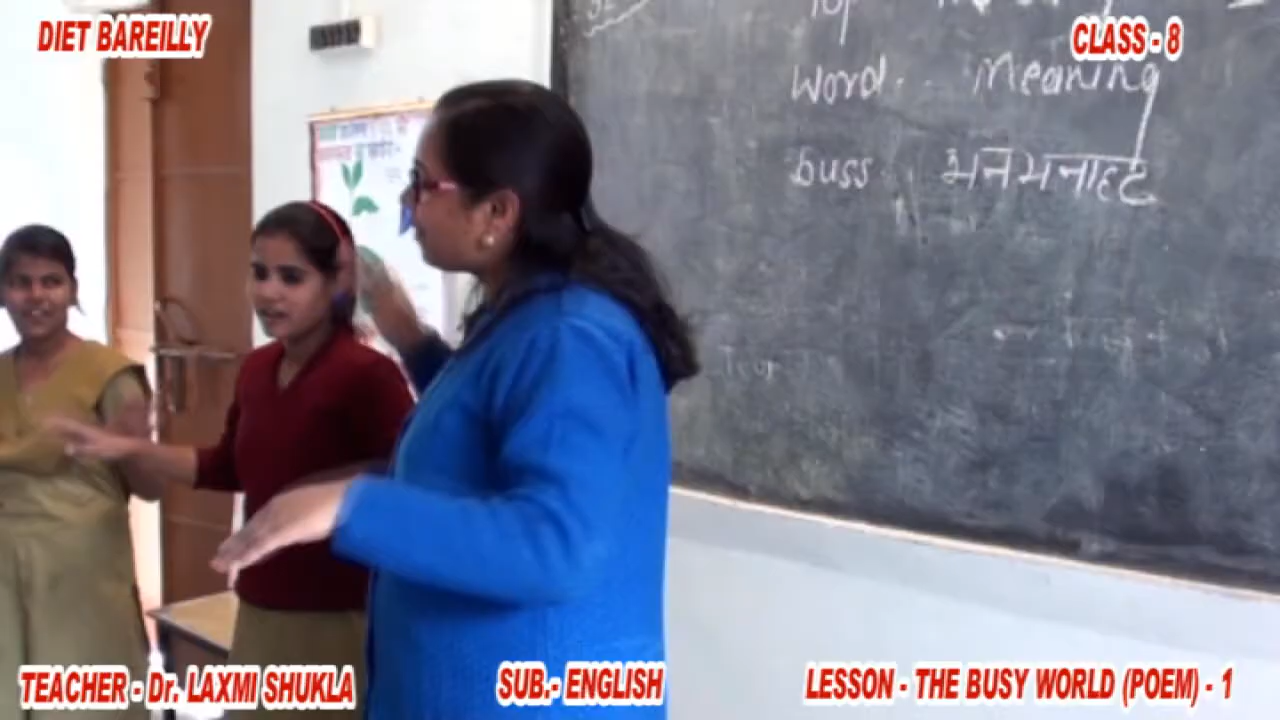 DIET BAREILLY
CLASS - 8
Top
word. Meaning
buss भनभनाहट
TEACHER - Dr. LAXMI SHUKLA
SUB.- ENGLISH
LESSON - THE BUSY WORLD (POEM) - 1